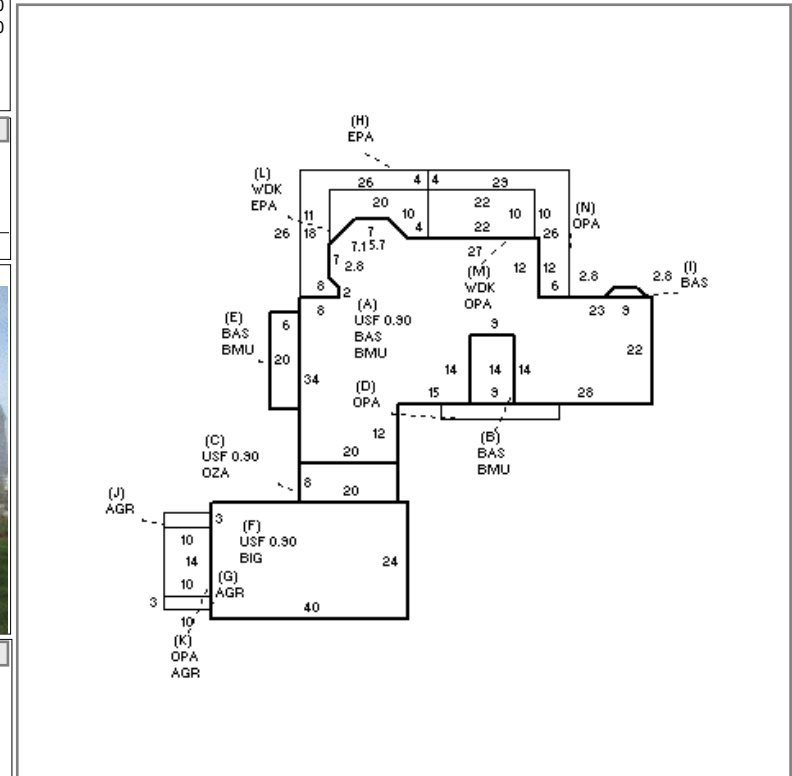 0
0
(H)
EPA
(L)
WDK
EPA
26
4
4
29
20
22
(N)
OPA
11
10
10
10
26
18
7
4
22
26
7.1
5.7
27
7
2.8
(M)
WDK
OPA
12
12
2.8
2.8
(I)
BAS
8
2
6
8
(A)
USF 0.90
BAS
BMU
9
23
9
(E)
BAS
BMU
6
20
34
22
14
14
14
(D)
OPA
15
9
28
12
(B)
BAS
BMU
(C)
USF 0.90
OZA
20
8
20
(J)
AGR
3
(F)
USF 0.90
BIG
10
14
24
10
(G)
AGR
3
40
10
(K)
OPA
AGR